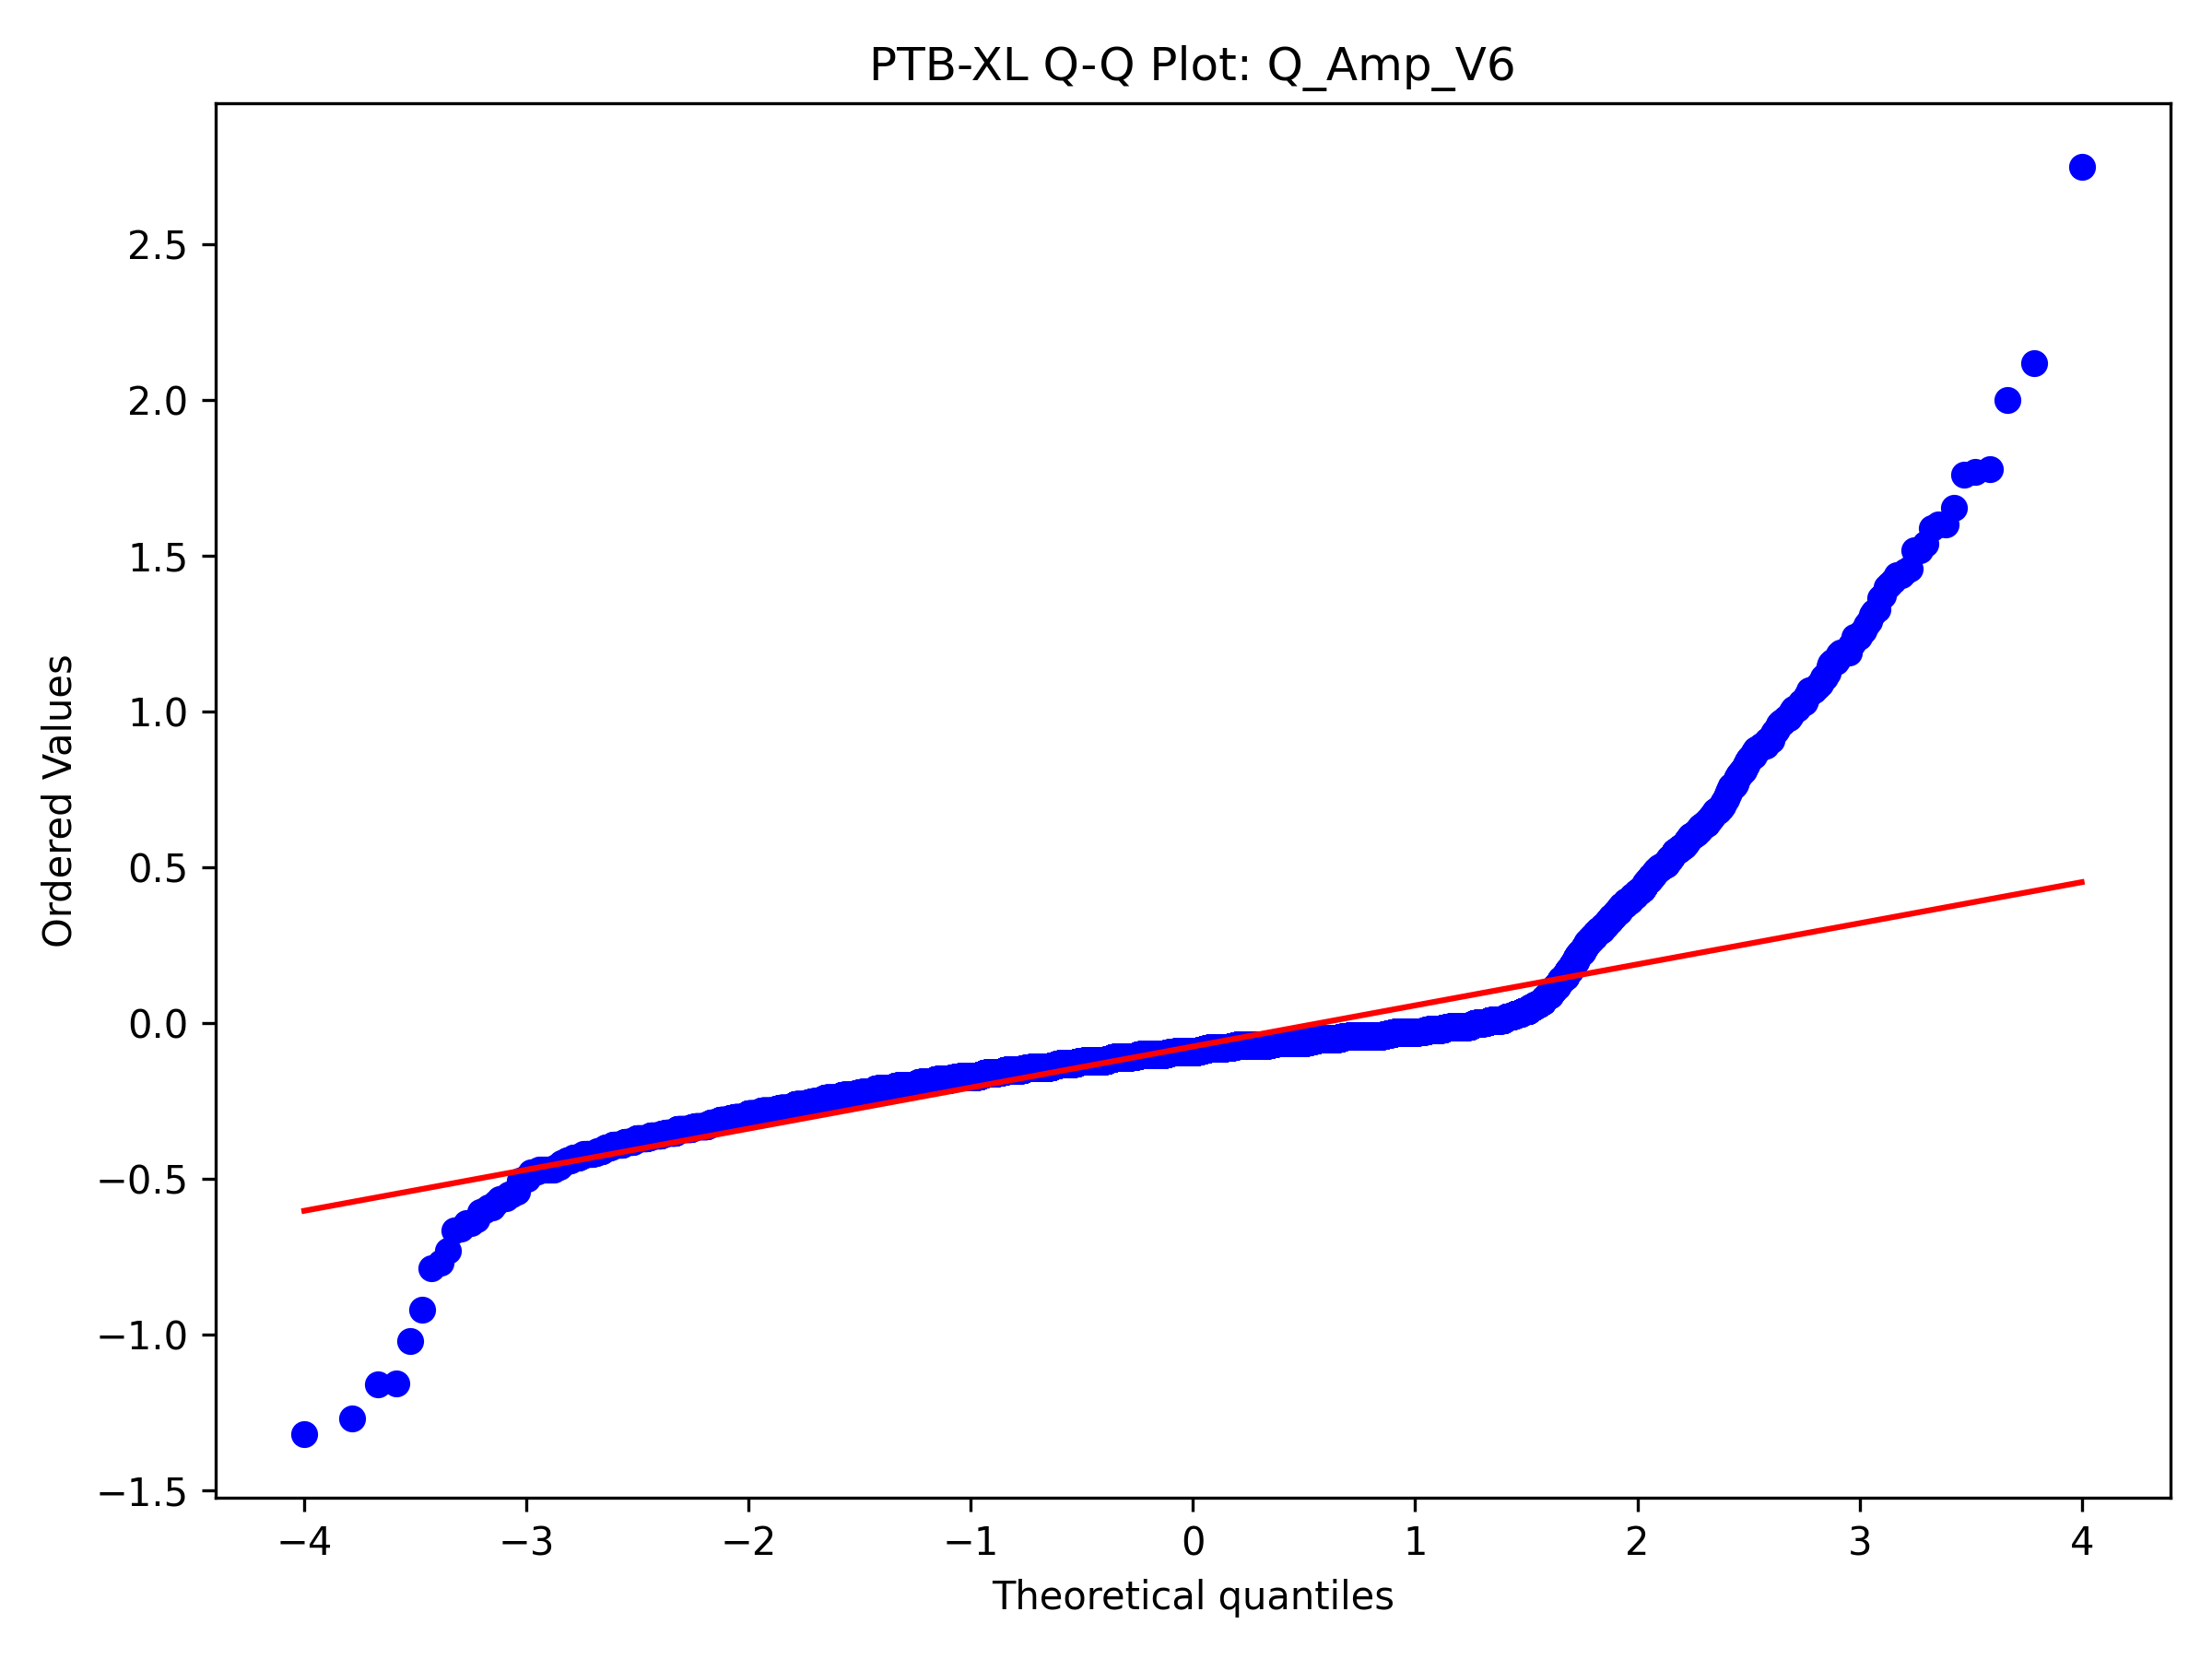 PTB-XL Q-Q Plot: Q_Amp_V6
Ordered Values
2.5
2.0
1.5
1.0
0.5
0.0
−0.5
−1.0
−1.5
−4 −3 −2 −1 0 1 2 3 4
Theoretical quantiles